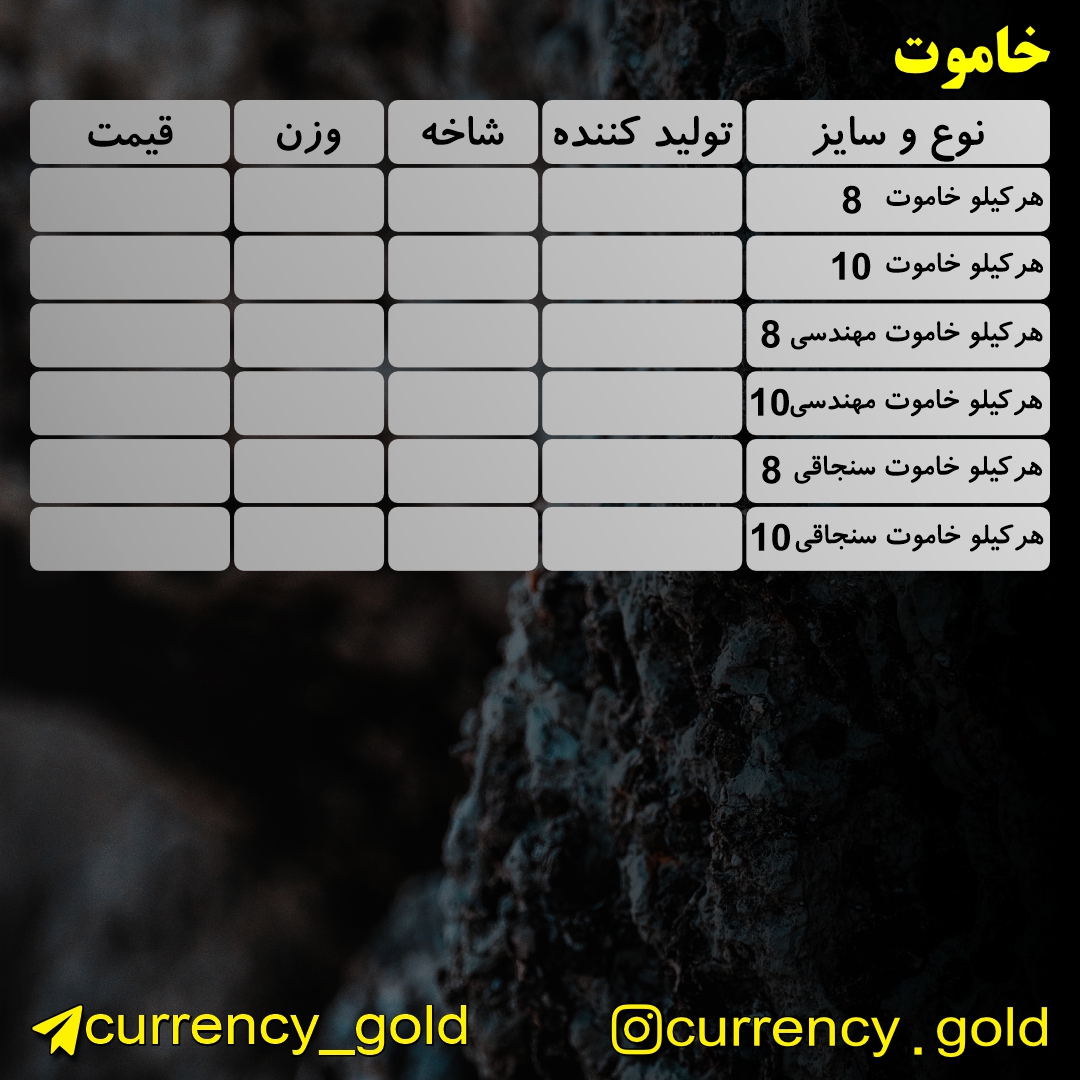 خاموت
نوع و سایز تولید کننده شاخه وزن قیمت
هرکیلو خاموت 8
هرکیلو خاموت 10
هرکیلو خاموت مهندسی 8
هرکیلو خاموت مهندسی10
هرکیلو خاموت سنجاقی 8
هرکیلو خاموت سنجاقی10
currency_gold currency.gold